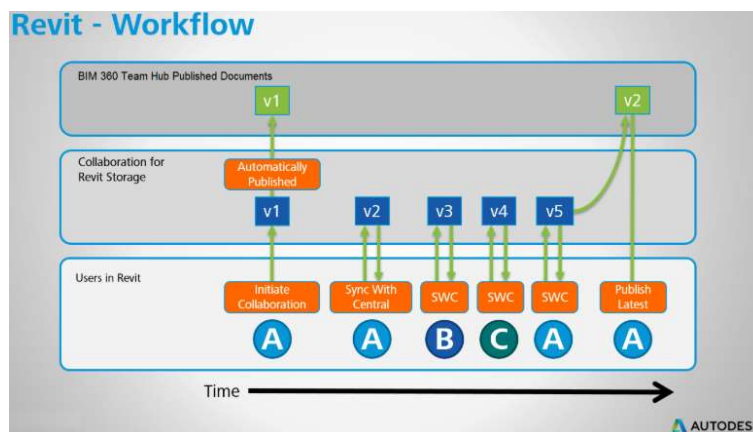 Revit - Workflow
BIM 360 Team Hub Published Documents
v1
v2
Collaboration for
Revit Storage
Automatically
Published
v1
v2
v3
v4
v5
Users in Revit
Initiate
Collaboration
Sync With
Central
SWC
SWC
SWC
Publish
Latest
A
A
B
C
A
A
Time
AUTODES